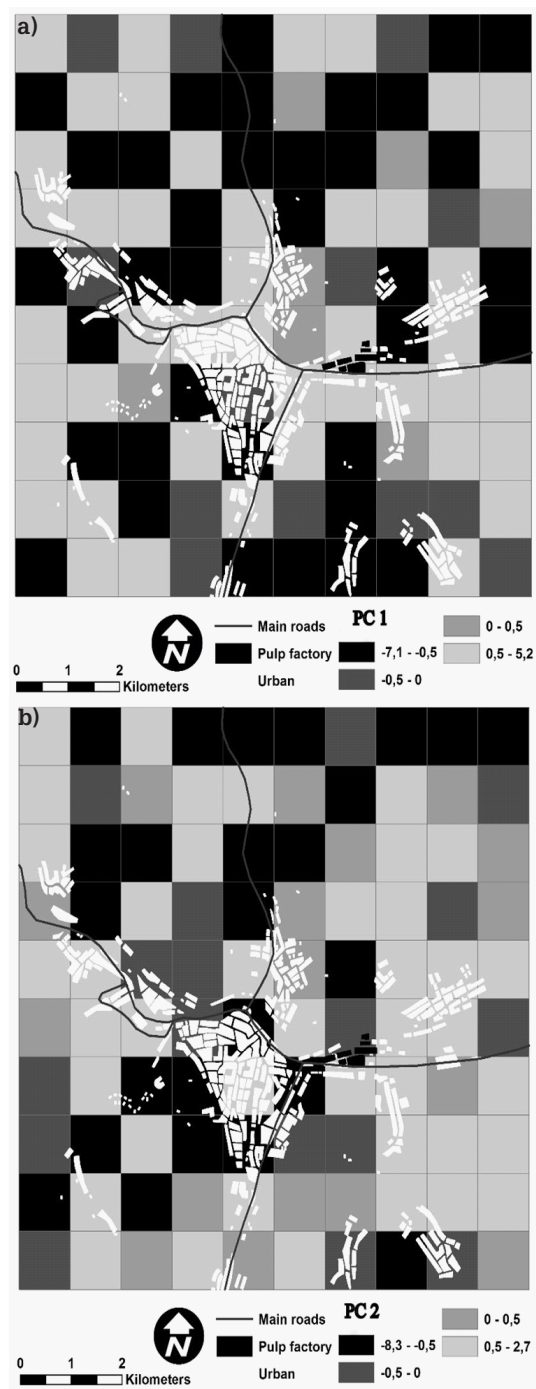 a)
N
Main roads
Pulp factory
Urban
PC 1
-7,1 - -0,5
-0,5 - 0
0 - 0,5
0,5 - 5,2
0 1 2
Kilometers
b)
N
Main roads
Pulp factory
Urban
PC 2
-8,3 - -0,5
-0,5 - 0
0 - 0,5
0,5 - 2,7
0 1 2
Kilometers